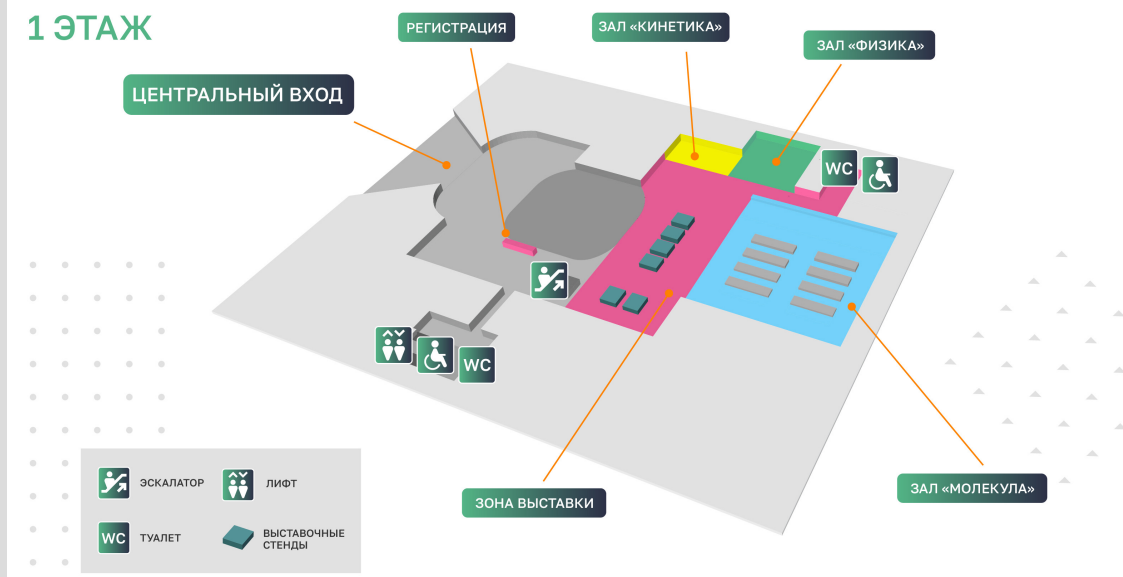 1 ЭТАЖ
РЕГИСТРАЦИЯ
ЗАЛ «КИНЕТИКА»
ЗАЛ «ФИЗИКА»
ЦЕНТРАЛЬНЫЙ ВХОД
WC
WC
ЗОНА ВЫСТАВКИ
ЗАЛ «МОЛЕКУЛА»
ЭСКАЛАТОР
ЛИФТ
WC
ТУАЛЕТ
ВЫСТАВОЧНЫЕ
СТЕНДЫ